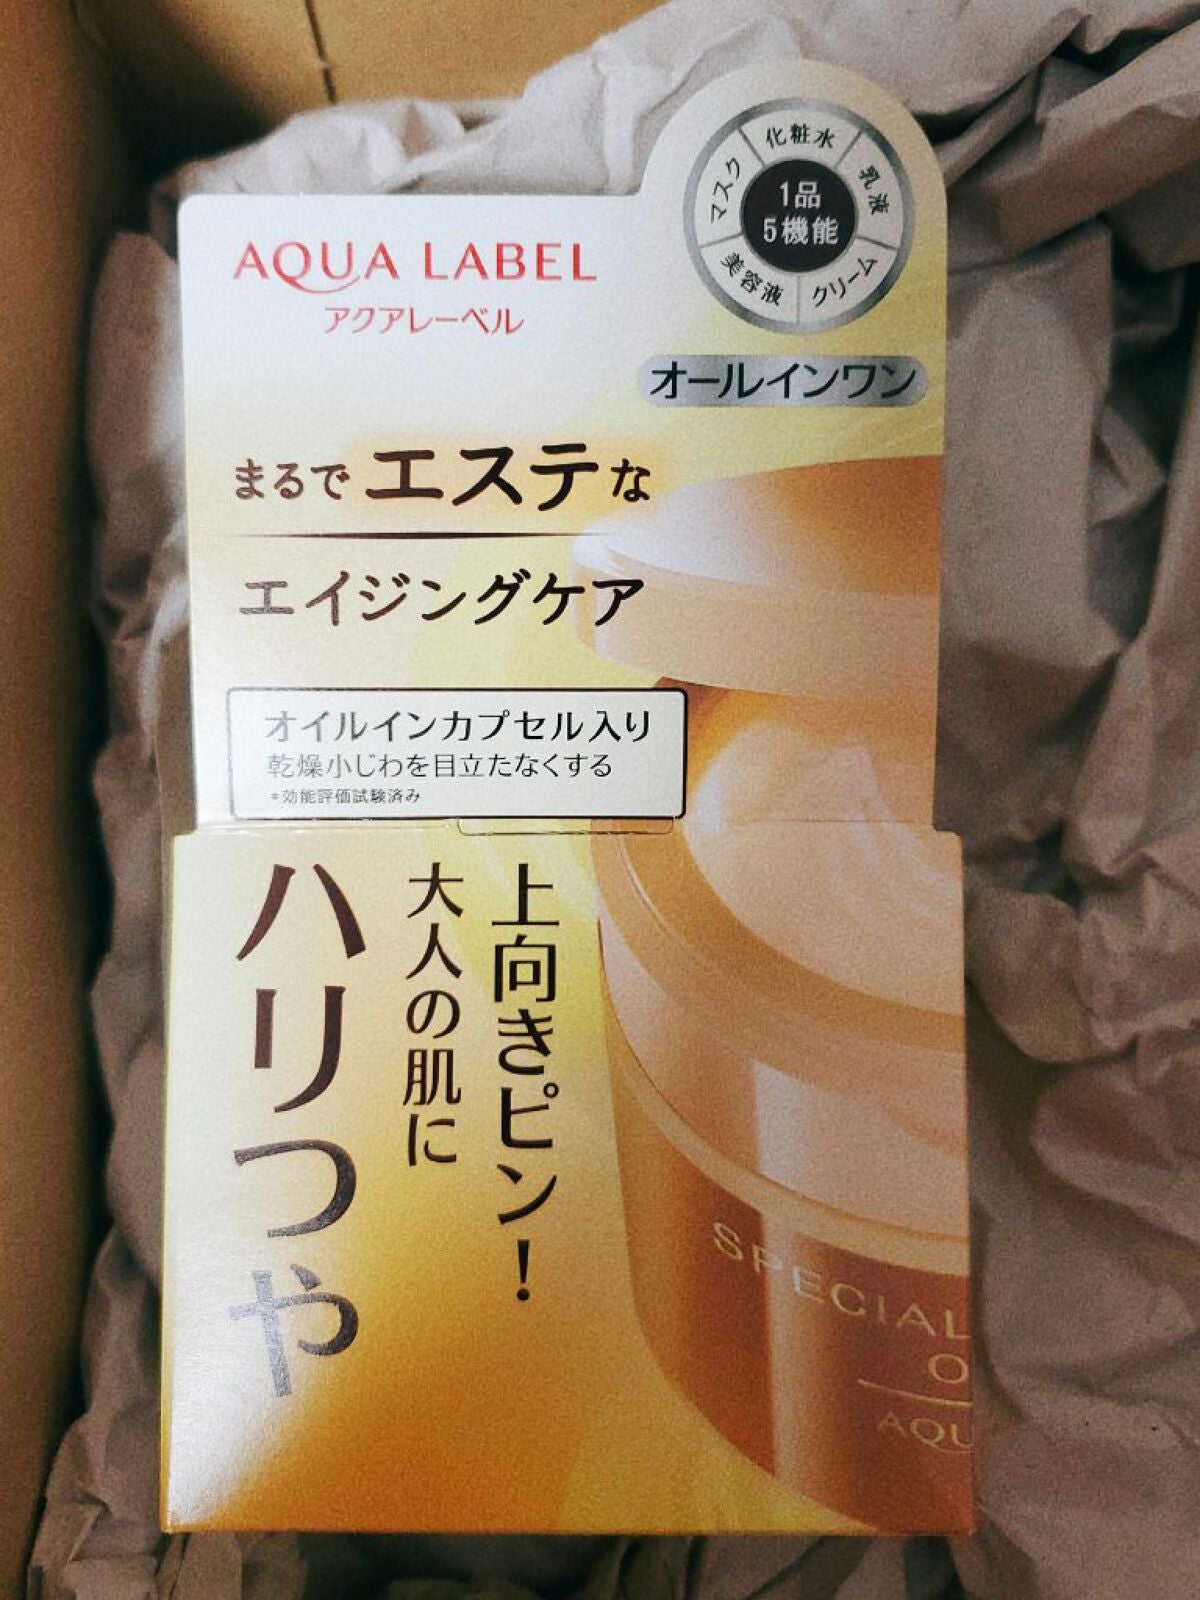 AQUA LABEL
アクアレーベル
化粧水
乳液
クリーム
美容液
マスク
1品
5機能
オールインワン
まるでエステな
エイジングケア
オイルインカプセル入り
乾燥小じわを目立たなくする
*効能評価試験済み
上向きピン!
大人の肌に
ハリつや
SPECIAL
O
AQU